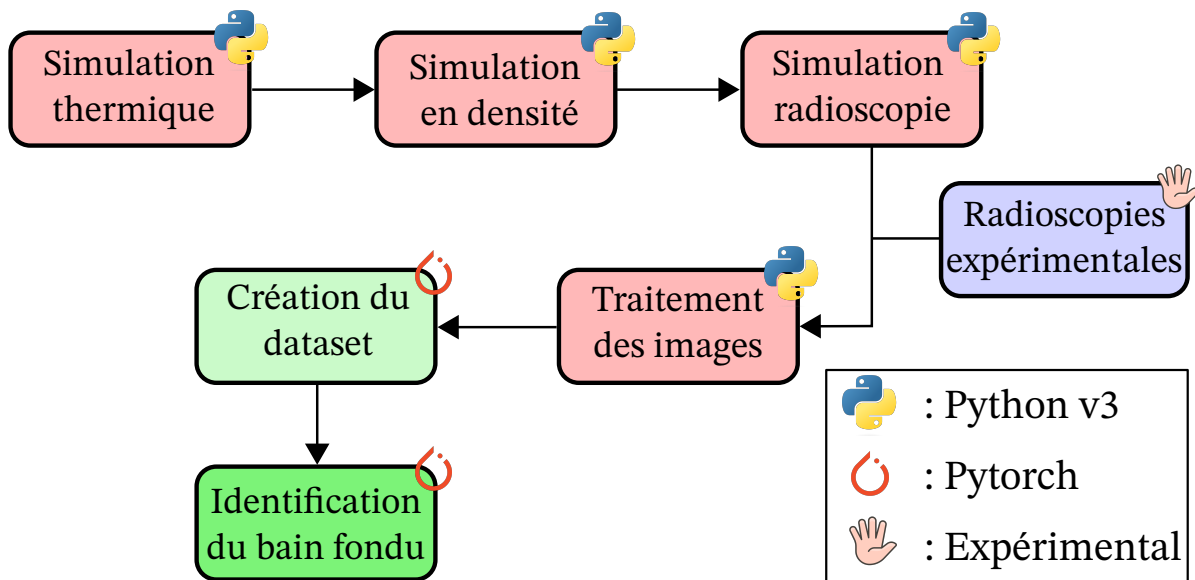 Simulation
thermique
Simulation
en densité
Simulation
radioscopie
Radioscopies
expérimentales
Création du
dataset
Traitement
des images
Identification
du bain fondu
: Python v3
: Pytorch
: Expérimental